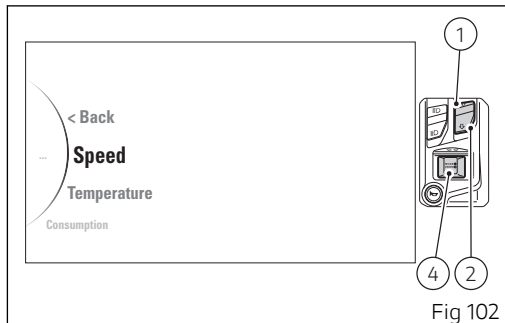 1
< Back
...
Speed
Temperature
Consumption
4
2
Fig 102